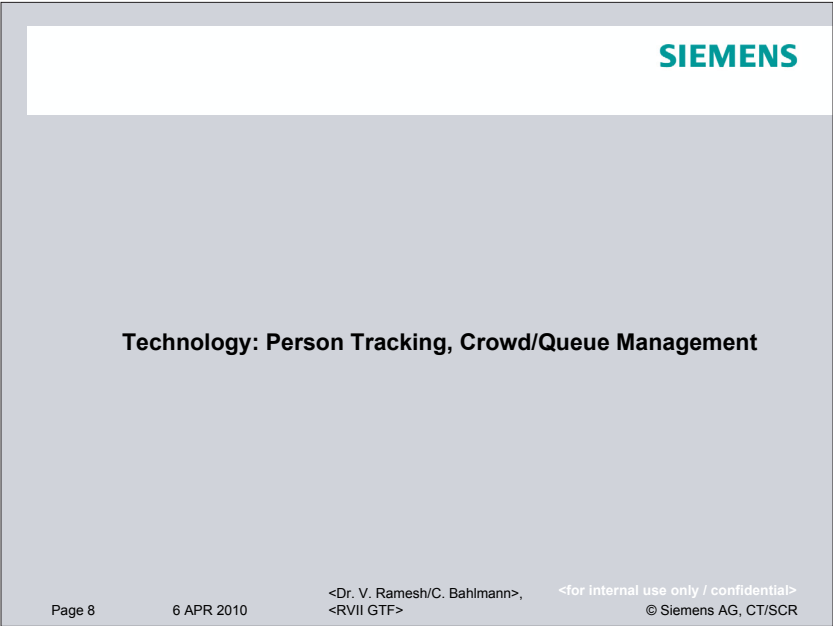 SIEMENS
Technology: Person Tracking, Crowd/Queue Management
<Dr. V. Ramesh/C. Bahlmann>,
<for internal use only / confidential>
Page 8
6 APR 2010
<RVII GTF>
© Siemens AG, CT/SCR